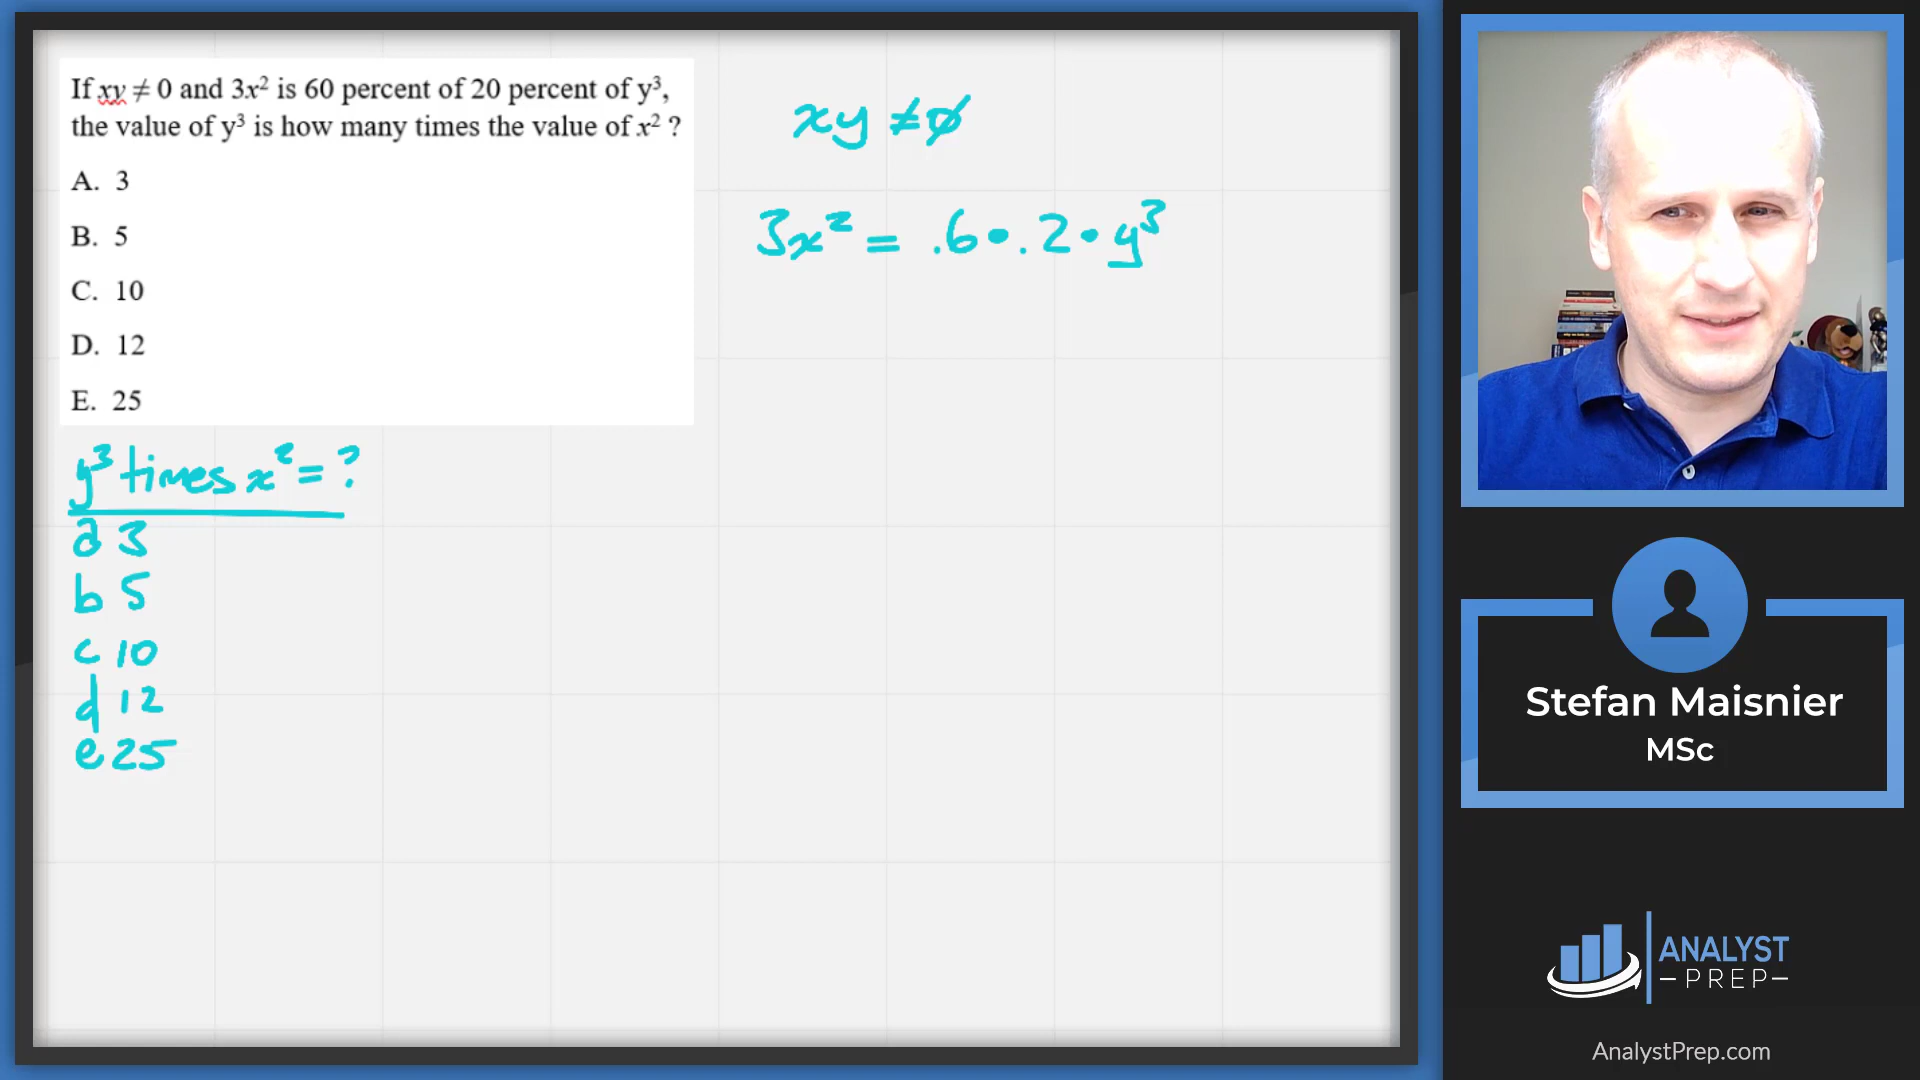 If xy ≠ 0 and 3x² is 60 percent of 20 percent of y³,
the value of y³ is how many times the value of x² ?
A. 3
B. 5
C. 10
D. 12
E. 25
y³ times x² = ?
a 3
b 5
c 10
d 12
e 25
xy ≠ 0
3x² = .6 • .2 • y³
Stefan Maisnier
MSc
ANALYST
PREP
AnalystPrep.com